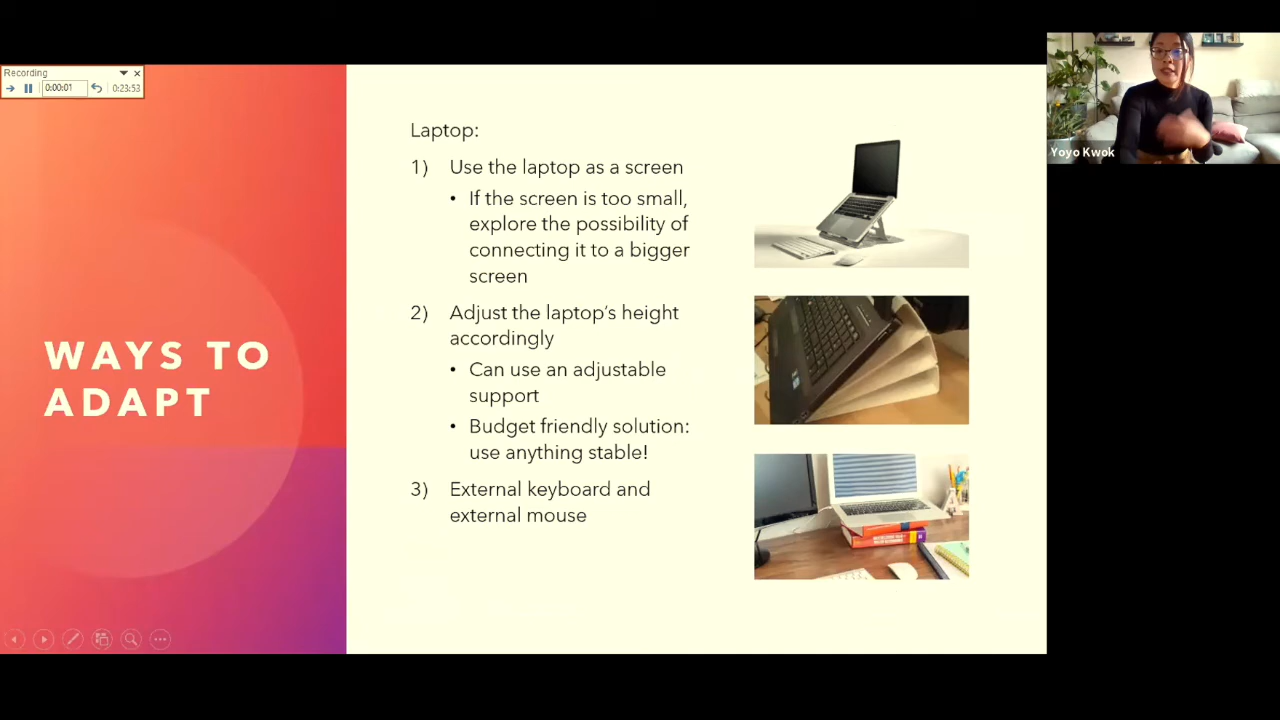 Recording
0:00:01
0:23:53
Yoyo Kwok
WAYS TO
ADAPT
Laptop:
1) Use the laptop as a screen
• If the screen is too small,
explore the possibility of
connecting it to a bigger
screen
2) Adjust the laptop's height
accordingly
• Can use an adjustable
support
• Budget friendly solution:
use anything stable!
3) External keyboard and
external mouse